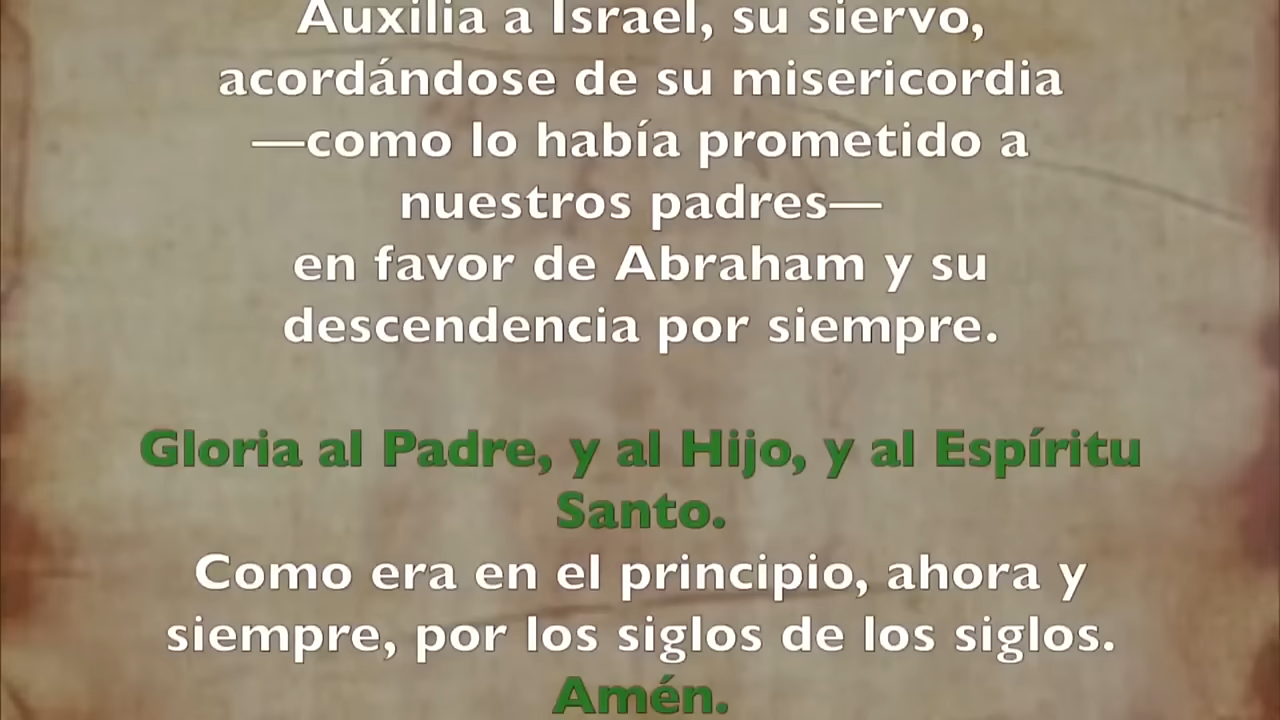 Auxilia a Israel, su siervo,
acordándose de su misericordia
—como lo había prometido a
nuestros padres—
en favor de Abraham y su
descendencia por siempre.
Gloria al Padre, y al Hijo, y al Espíritu
Santo.
Como era en el principio, ahora y
siempre, por los siglos de los siglos.
Amén.